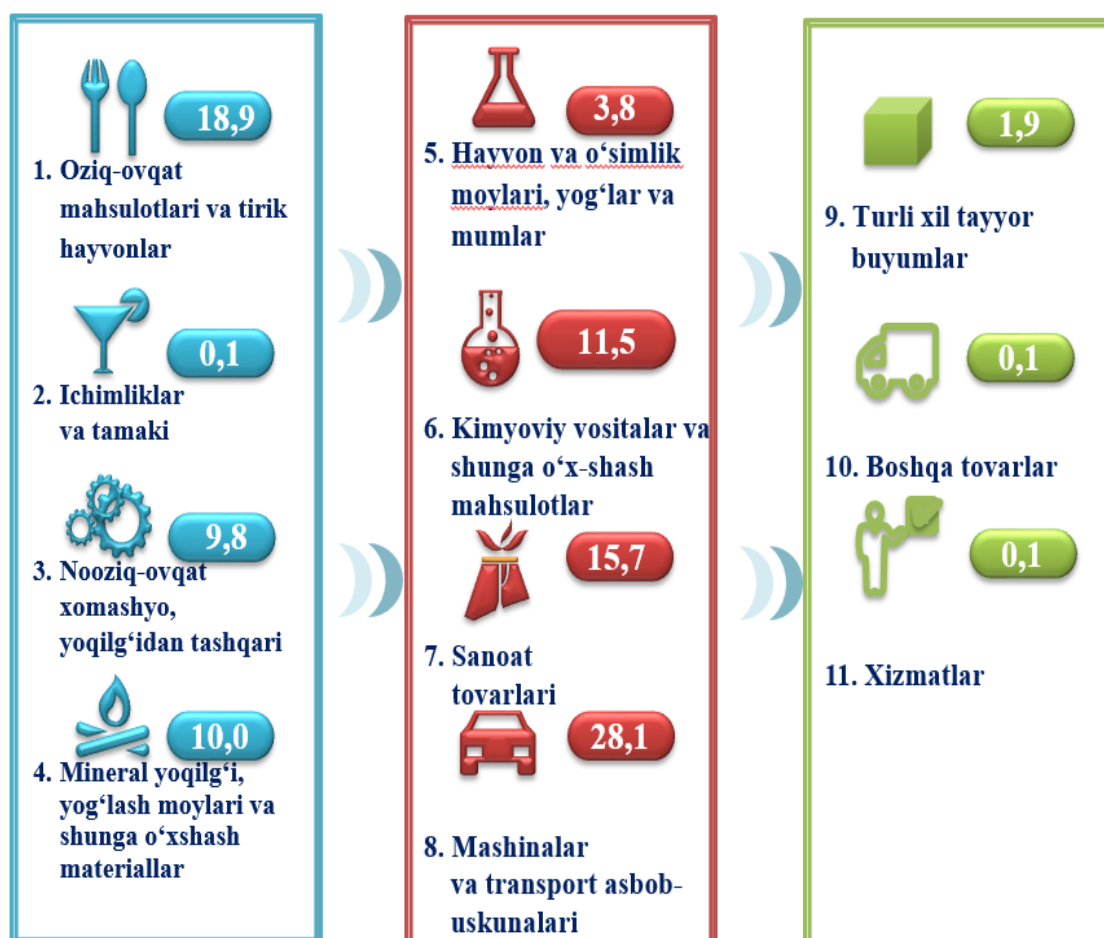 18,9
1. Oziq-ovqat
mahsulotlari va tirik
hayvonlar
0,1
2. Ichimliklar
va tamaki
9,8
3. Nooziq-ovqat
xomashyo,
yoqilg‘idan tashqari
10,0
4. Mineral yoqilg‘i,
yog‘lash moylari va
shunga o‘xshash
materiallar
3,8
5. Hayvon va o‘simlik
moylari, yog‘lar va
mumlar
11,5
6. Kimyoviy vositalar va
shunga o‘x-shash
mahsulotlar
15,7
7. Sanoat
tovarlari
28,1
8. Mashinalar
va transport asbob-
uskunalari
1,9
9. Turli xil tayyor
buyumlar
0,1
10. Boshqa tovarlar
0,1
11. Xizmatlar